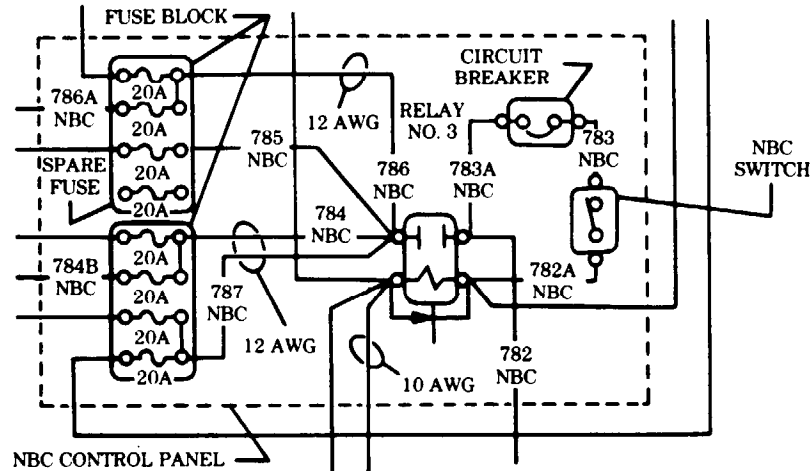 FUSE BLOCK
CIRCUIT
BREAKER
20A
786A
NBC
20A
12 AWG
RELAY
NO. 3
783
NBC
NBC
SWITCH
20A
785
NBC
786
NBC
783A
NBC
SPARE
FUSE
20A
784
NBC
784B
NBC
20A
20A
787
NBC
782A
NBC
20A
12 AWG
782
NBC
20A
10 AWG
NBC CONTROL PANEL